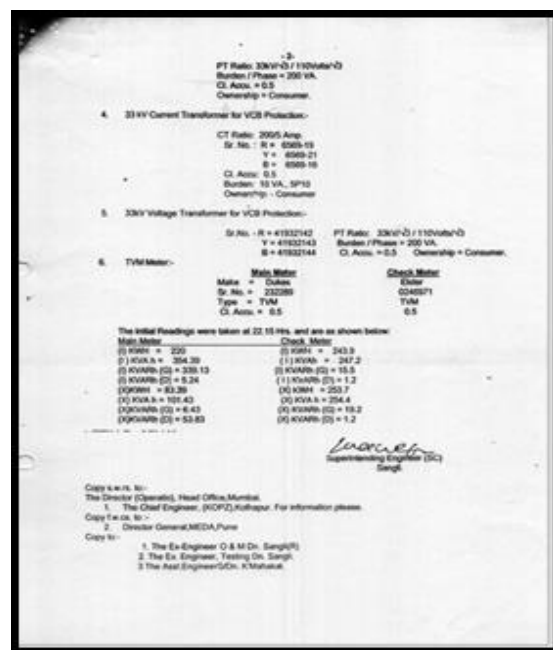 - 2-
PT Ratio: 33kV/√3 / 110Volts/√3
Burden / Phase = 200 VA.
Cl. Accu. = 0.5
Ownership = Consumer.
4. 33 kV Current Transformer for VCB Protection:-
CT Ratio: 200/5 Amp.
Sr. No. : R = 6569-19
Y = 6569-21
B = 6569-16
Cl. Accu: 0.5
Burden: 10 VA., 5P10
Ownership: - Consumer
5. 33kV Voltage Transformer for VCB Protection:-
Sr.No. - R = 41932142 PT Ratio: 33kV/√3 / 110Volts/√3
Y = 41932143 Burden / Phase = 200 VA.
B = 41932144 Cl. Accu. = 0.5 Ownership = Consumer.
6. TVM Meter:-
Main Meter Check Meter
Make = Dukes Elster
Sr. No. = 232289 0246971
Type = TVM TVM
Cl. Accu. = 0.5 0.5
The Initial Readings were taken at 22.15 Hrs. and are as shown below:
Main Meter Check Meter
(I) KWH = 220 (I) KWH = 243.9
(I) KVA h = 354.39 (I) KVAh = 247.2
(I) KVARh (G) = 339.13 (I) KVARh (G) = 15.5
(I) KVARh (D) = 5.24 (I) KVARh (D) = 1.2
(X)KWH = 83.39 (X) KWH = 253.7
(X) KVA h = 101.43 (X) KVA h = 254.4
(X)KVARh (G) = 6.43 (X) KVARh (G) = 19.2
(X)KVARh (D) = 53.83 (X) KVARh (D) = 1.2
Superintending Engineer (SC)
Sangli.
Copy s.w.rs. to :-
The Director (Operatio), Head Office,Mumbai.
1. The Chief Engineer, (KOPZ),Kolhapur. For information please.
Copy f.w.cs. to :-
2. Director General,MEDA,Pune
Copy to:-
1. The Ex-Engineer O & M Dn. Sangli(R)
2. The Ex. Engineer, Testing Dn. Sangli.
3 The Asst.EngineerS/Dn. K'Mahakal.